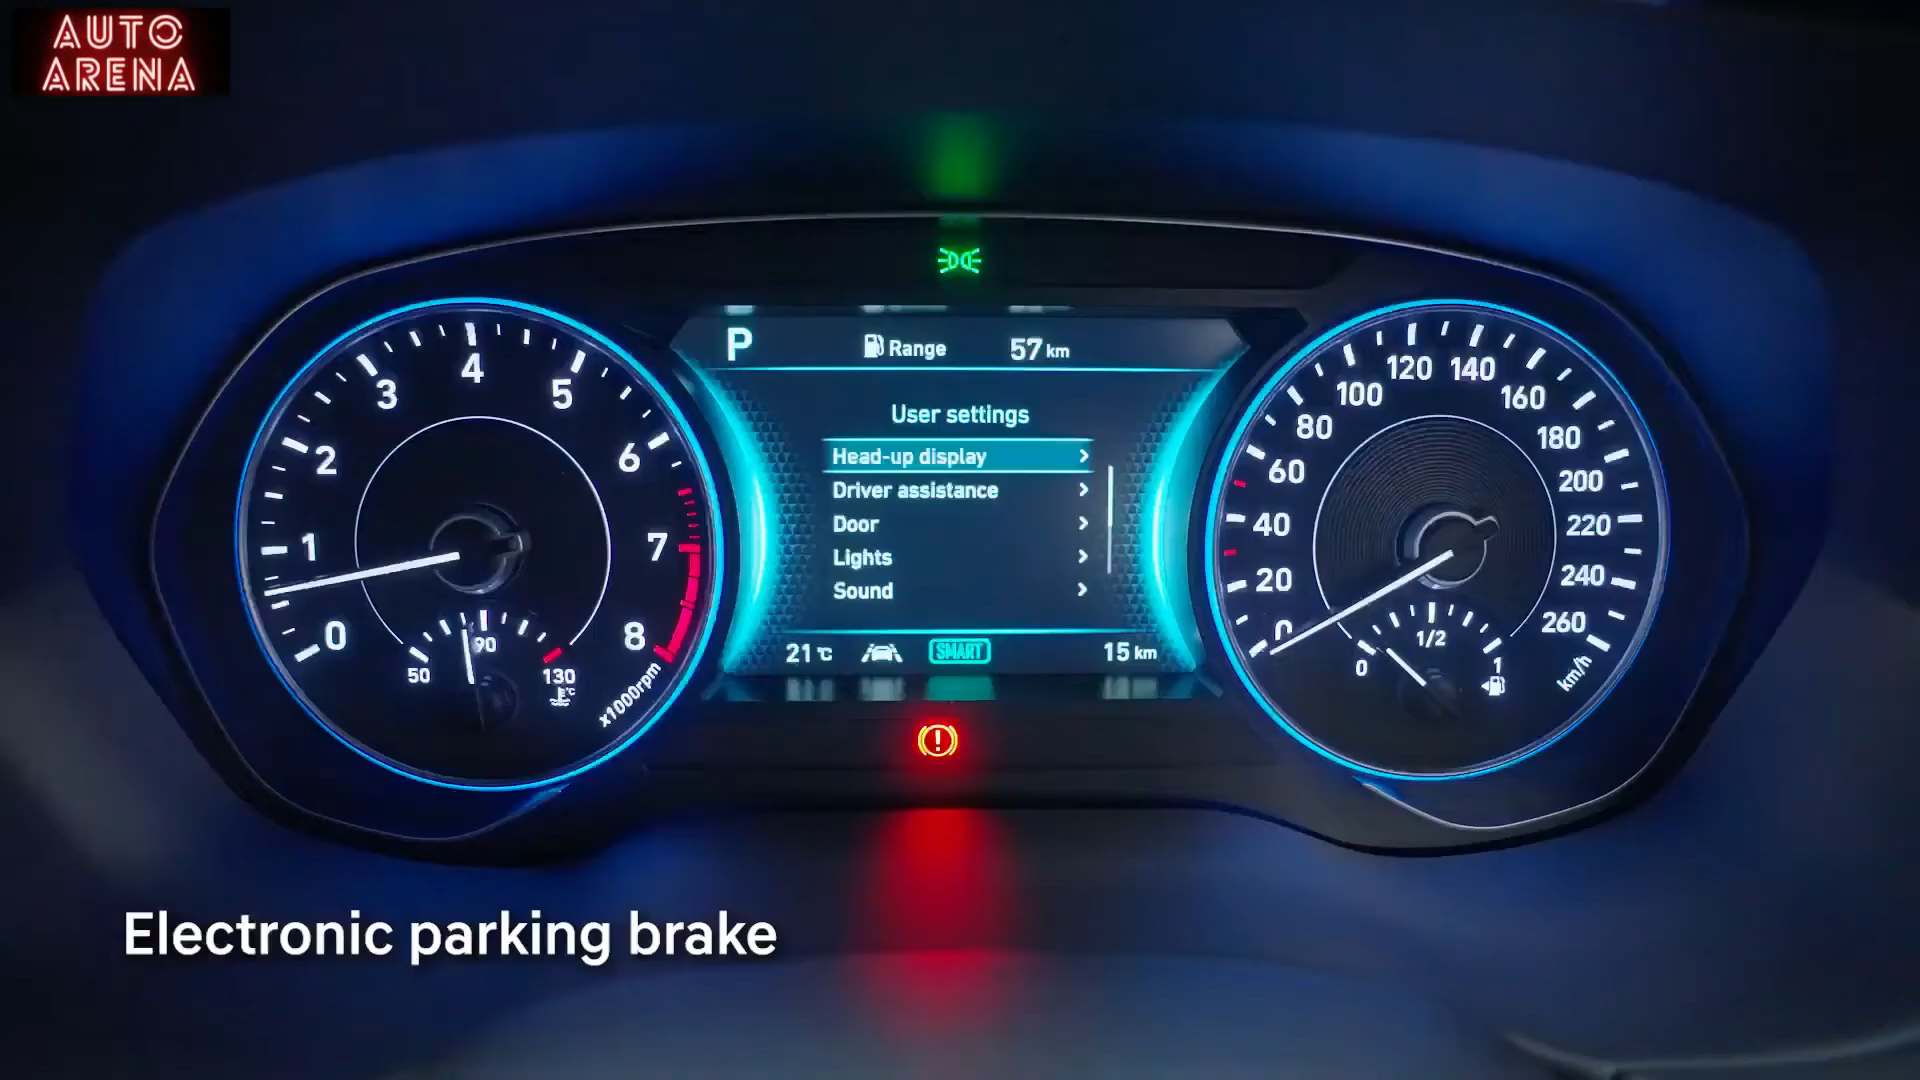 AUTO
ARENA
P
Range
57 km
User settings
Head-up display
Driver assistance
Door
Lights
Sound
21 °C
SMART
15 km
0
1
2
3
4
5
6
7
8
x1000rpm
50
90
130
°C
0
20
40
60
80
100
120
140
160
180
200
220
240
260
km/h
0
1/2
1
Electronic parking brake